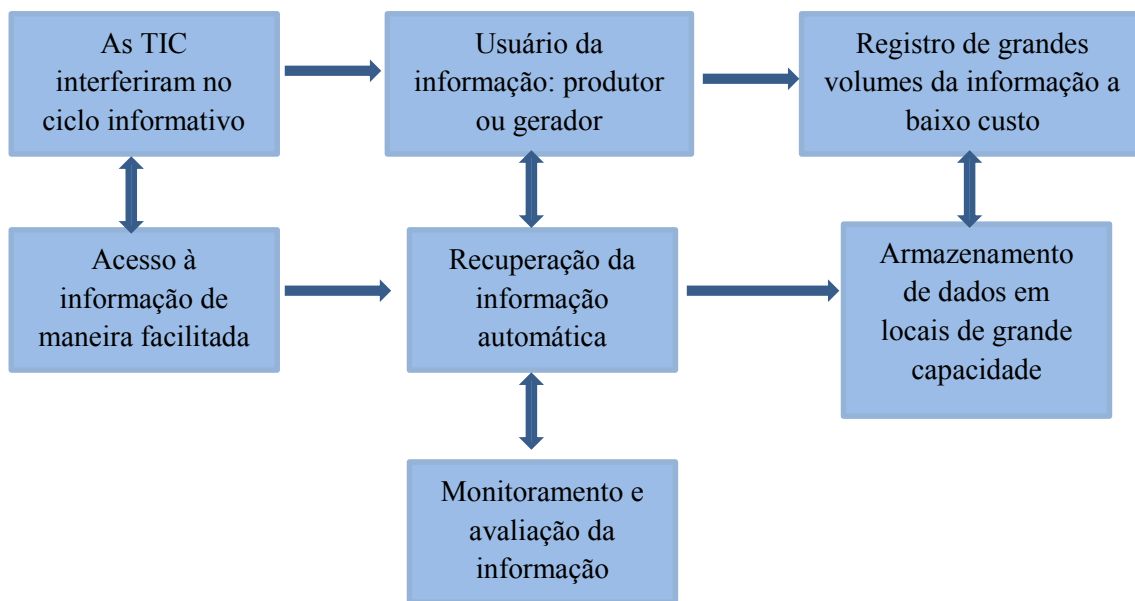 As TIC
interferiram no
ciclo informativo
Usuário da
informação: produtor
ou gerador
Registro de grandes
volumes da informação a
baixo custo
Acesso à
informação de
maneira facilitada
Recuperação da
informação
automática
Armazenamento
de dados em
locais de grande
capacidade
Monitoramento e
avaliação da
informação